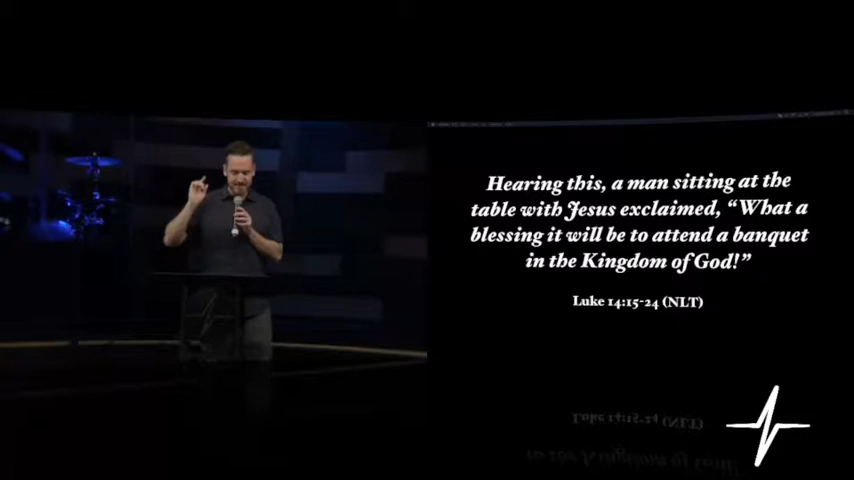 Hearing this, a man sitting at the
table with Jesus exclaimed, “What a
blessing it will be to attend a banquet
in the Kingdom of God!”
Luke 14:15-24 (NLT)